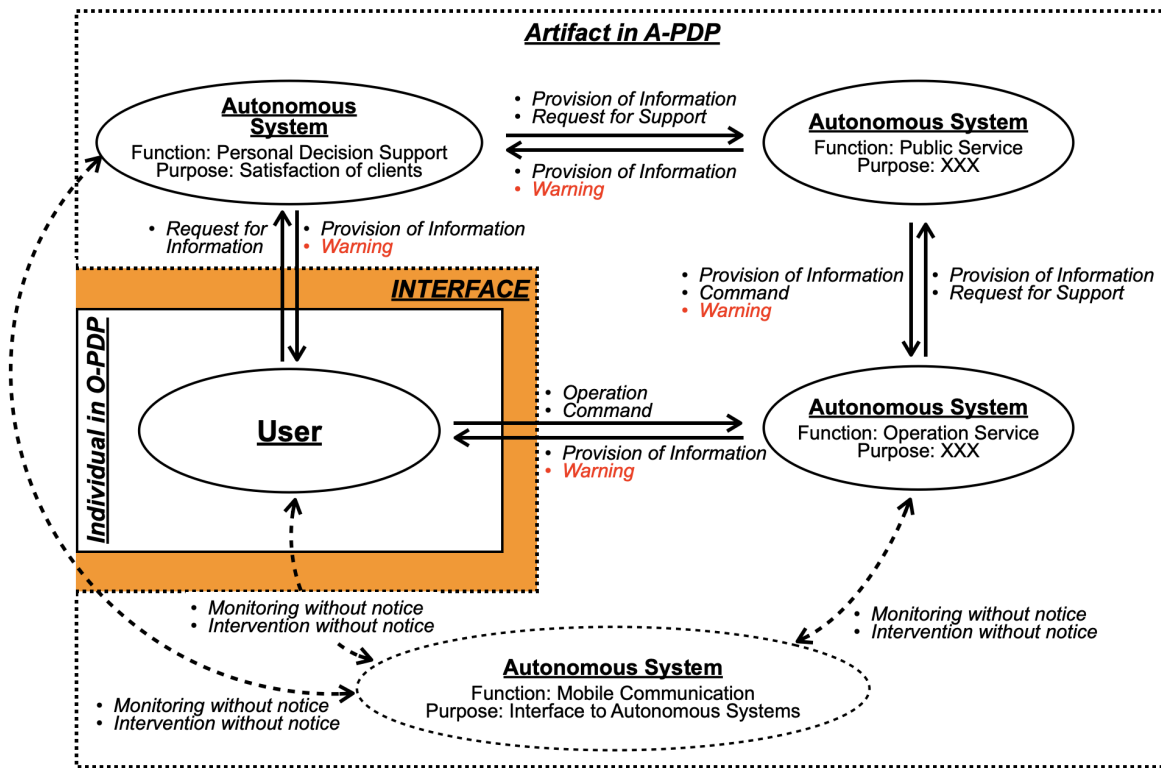 Artifact in A-PDP
Autonomous
System
Function: Personal Decision Support
Purpose: Satisfaction of clients
• Provision of Information
• Request for Support
• Provision of Information
• Warning
Autonomous System
Function: Public Service
Purpose: XXX
• Request for
Information
• Provision of Information
• Warning
• Provision of Information
• Command
• Warning
• Provision of Information
• Request for Support
INTERFACE
Individual in O-PDP
User
• Operation
• Command
• Provision of Information
• Warning
Autonomous System
Function: Operation Service
Purpose: XXX
• Monitoring without notice
• Intervention without notice
• Monitoring without notice
• Intervention without notice
Autonomous System
Function: Mobile Communication
Purpose: Interface to Autonomous Systems
• Monitoring without notice
• Intervention without notice